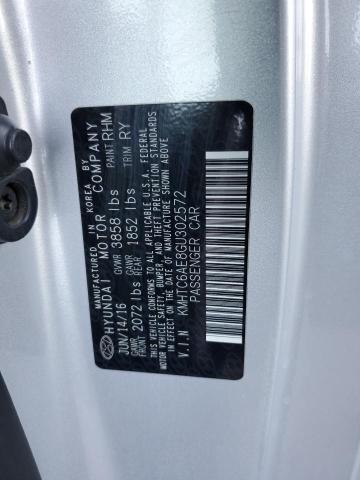 MANUFACTURED IN KOREA BY
HYUNDAI MOTOR COMPANY
JUN/14/16 GVWR 3858 lbs PAINT RHM
GAWR FRONT 2072 lbs GAWR REAR 1852 lbs TRIM RY
THIS VEHICLE CONFORMS TO ALL APPLICABLE U.S.A. FEDERAL
MOTOR VEHICLE SAFETY, BUMPER, AND THEFT PREVENTION
STANDARDS IN EFFECT ON THE DATE OF MANUFACTURE SHOWN ABOVE.
V.I.N KMHTC6AE8GU302572
PASSENGER CAR